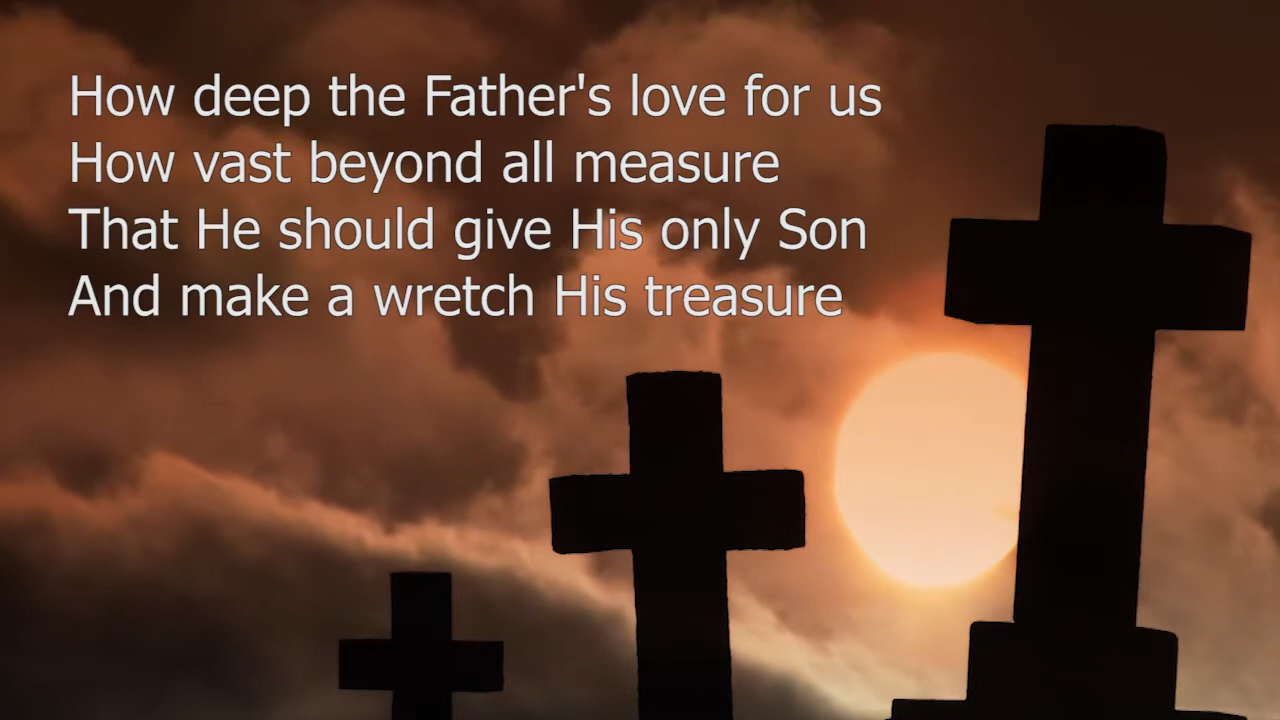 How deep the Father's love for us
How vast beyond all measure
That He should give His only Son
And make a wretch His treasure